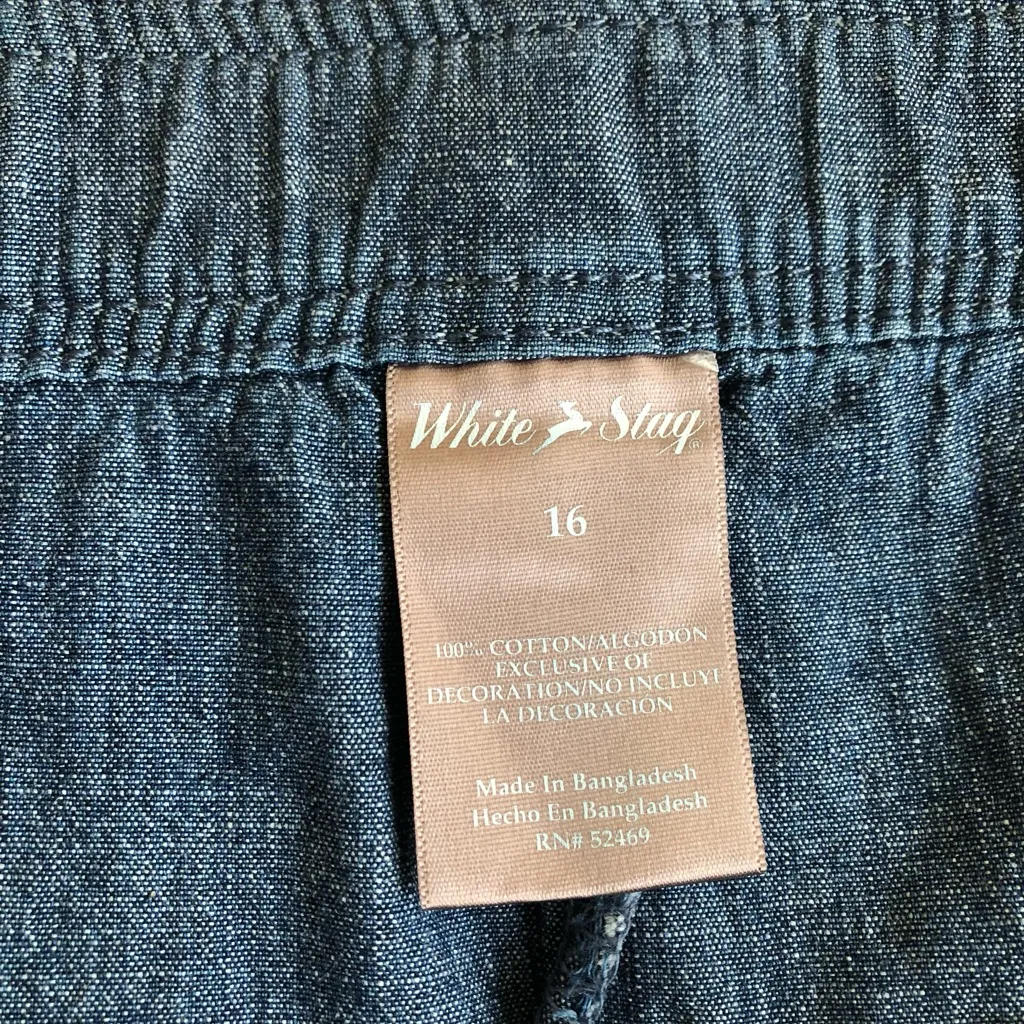 White Stag®
16
100% COTTON/ALGODON
EXCLUSIVE OF
DECORATION/NO INCLUYE
LA DECORACION
Made In Bangladesh
Hecho En Bangladesh
RN# 52469